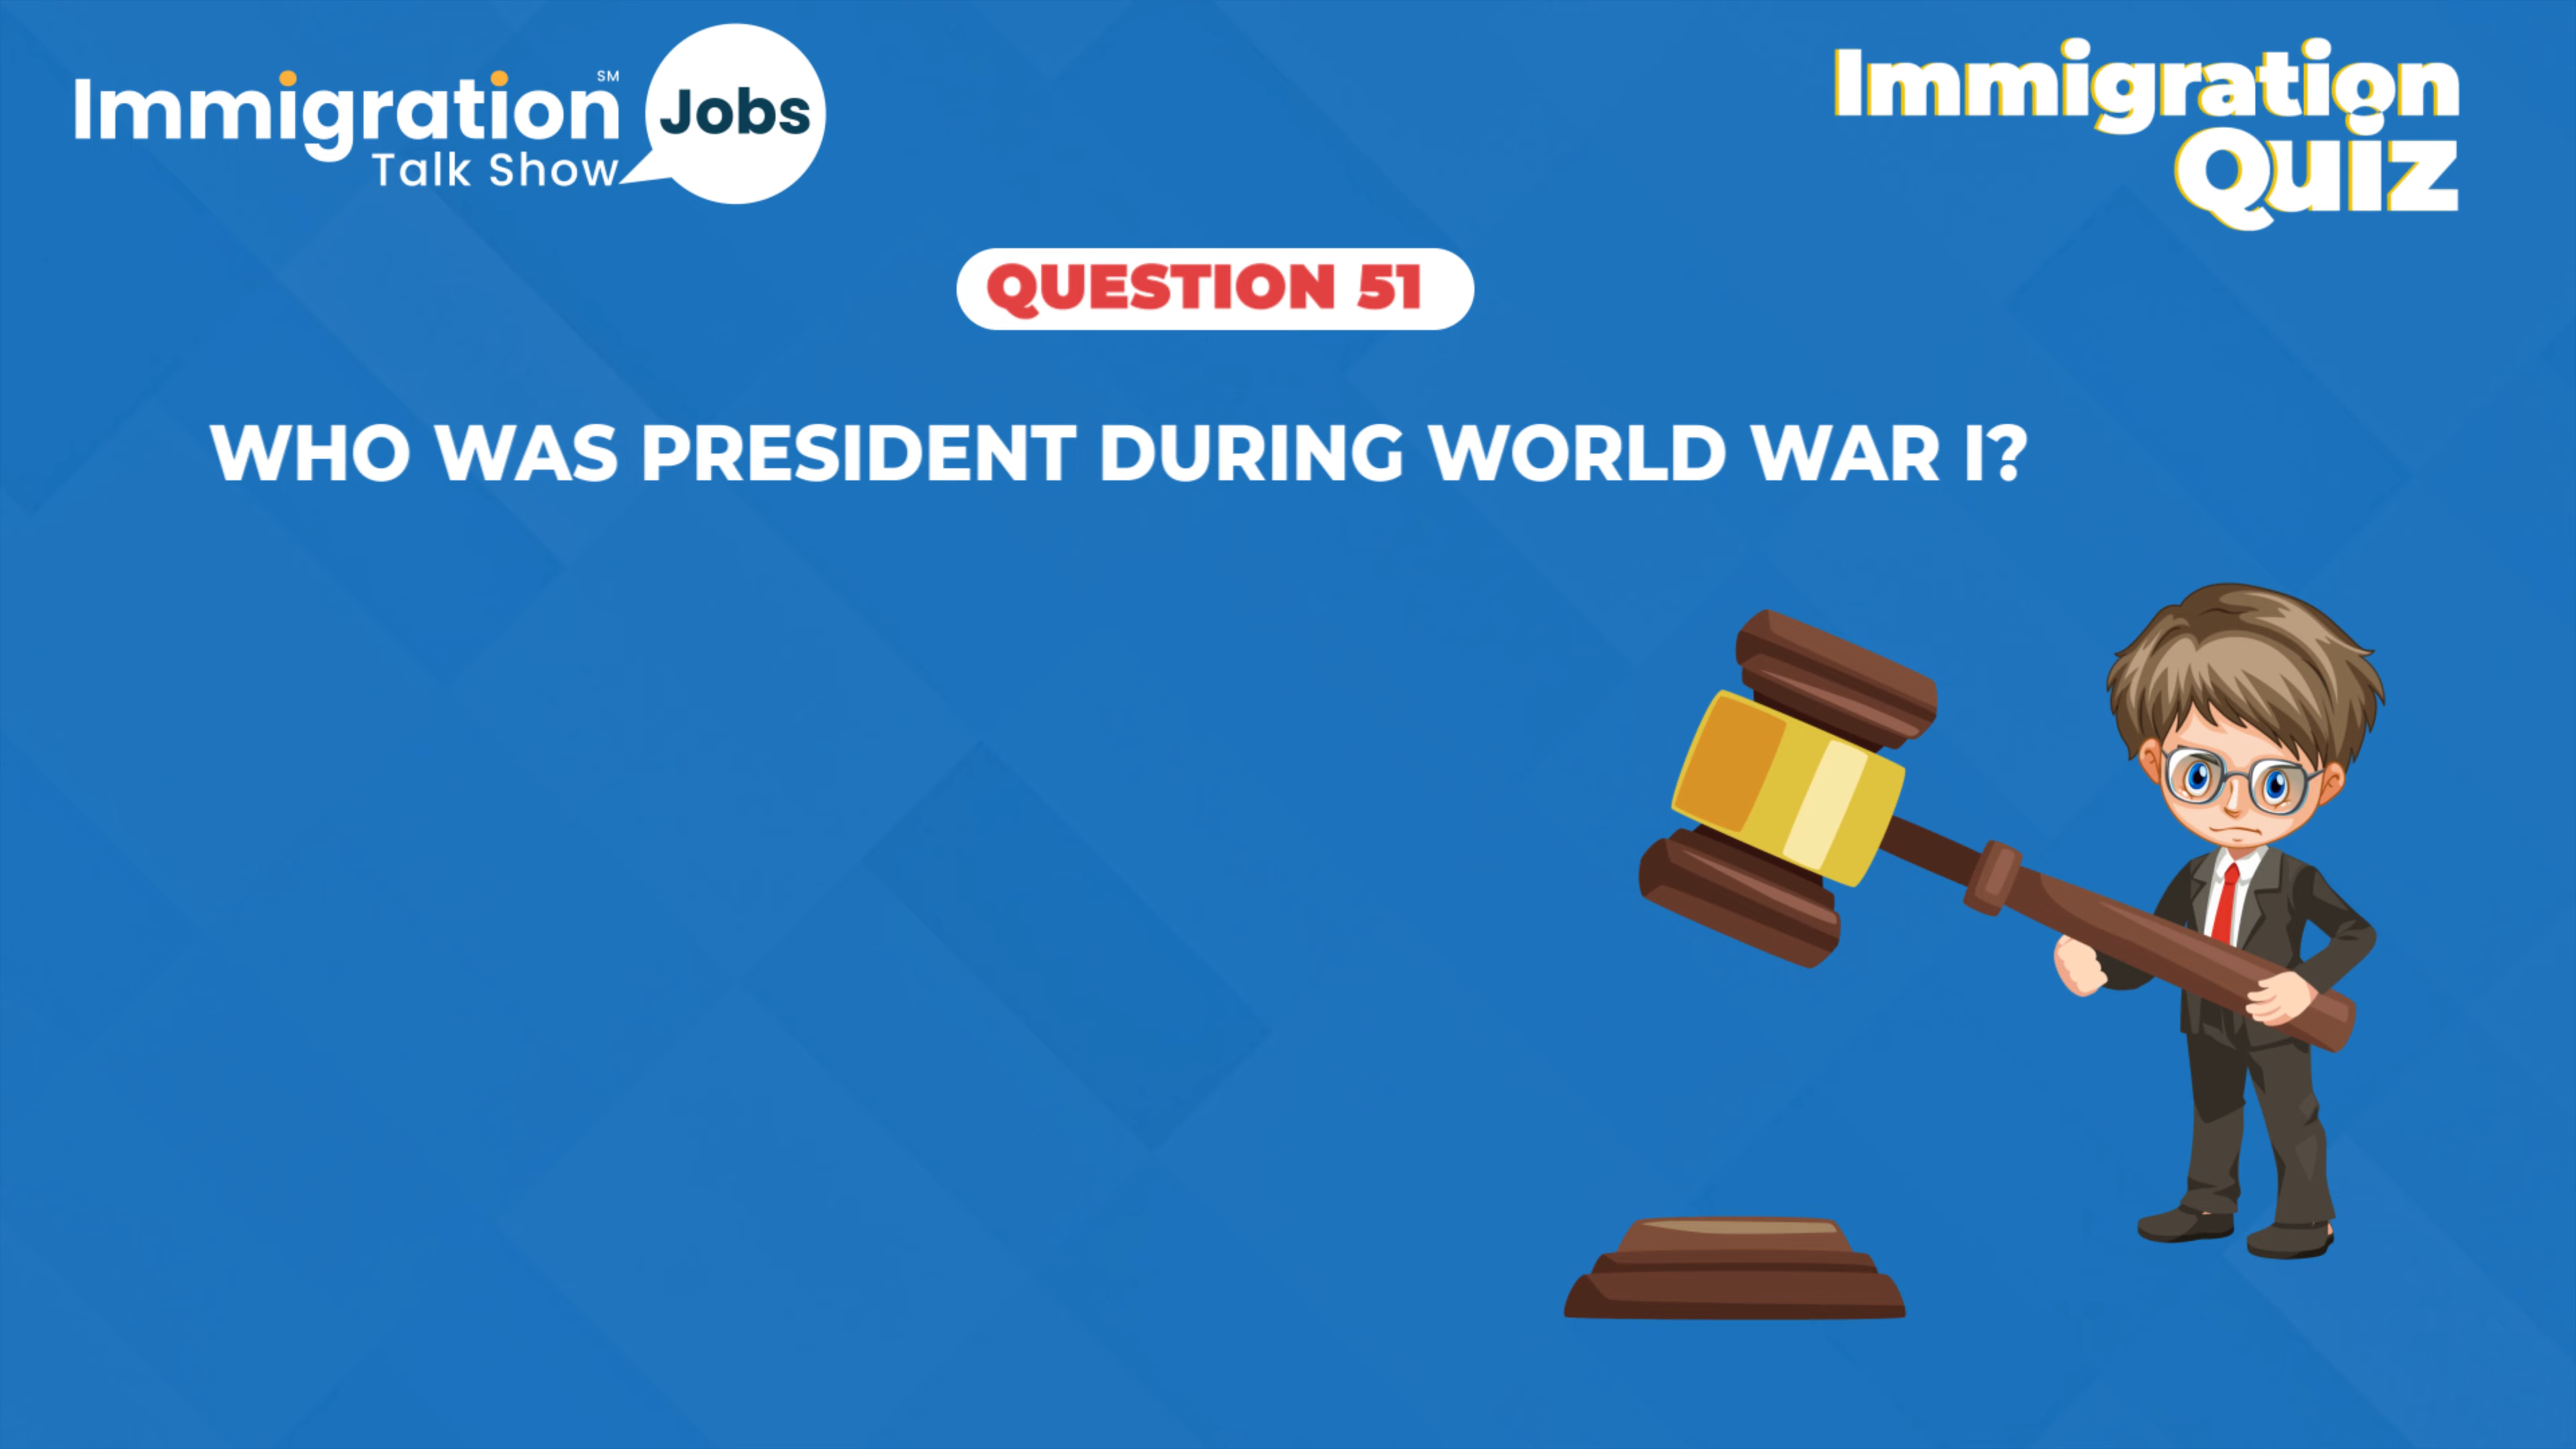 Immigration SM Jobs
Talk Show
Immigration
Quiz
QUESTION 51
WHO WAS PRESIDENT DURING WORLD WAR I?